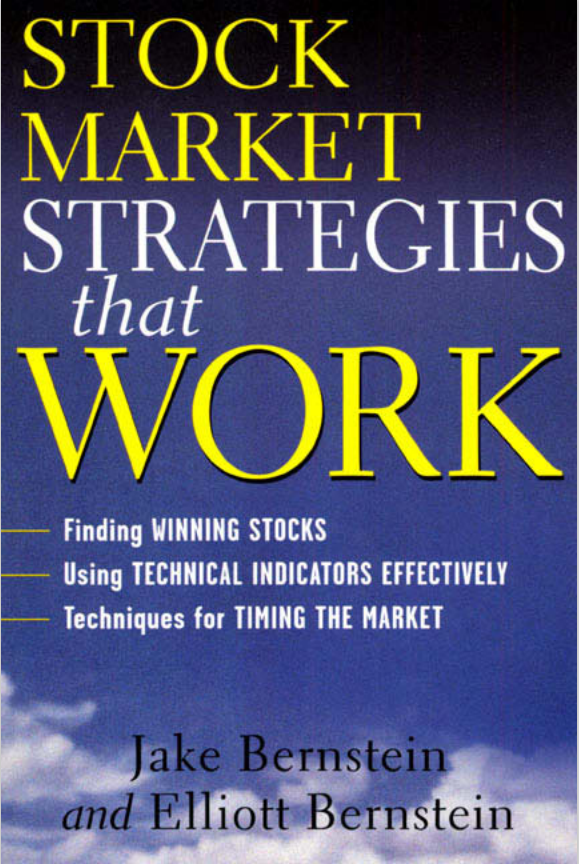 STOCK
MARKET
STRATEGIES
that
WORK
Finding WINNING STOCKS
Using TECHNICAL INDICATORS EFFECTIVELY
Techniques for TIMING THE MARKET
Jake Bernstein
and Elliott Bernstein